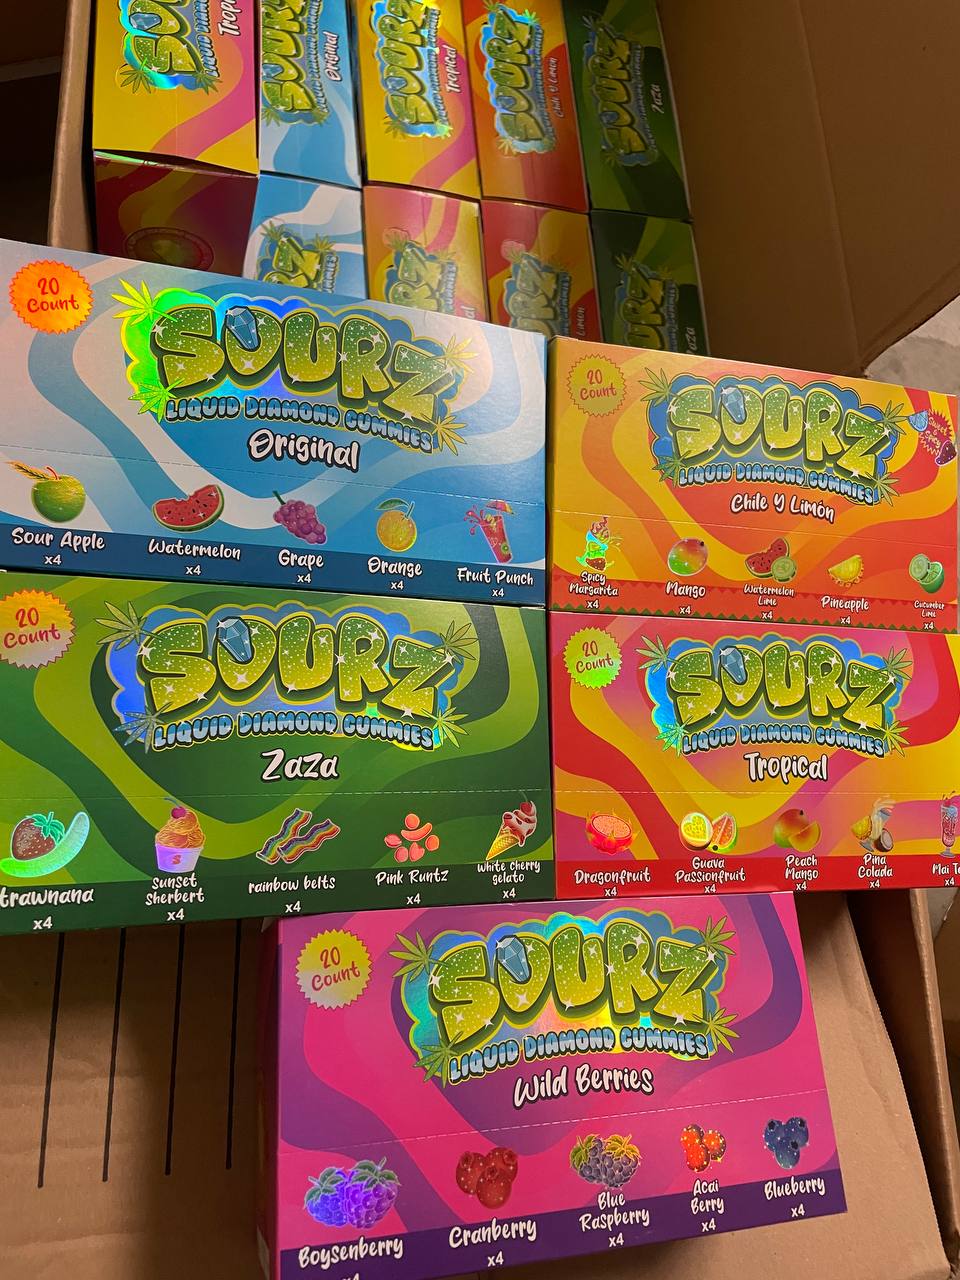 Tropi
Original
Tropical
Chile Y Limón
Zaza
20
Count
SOURZ
LIQUID DIAMOND GUMMIES
Original
Sour Apple
x4
Watermelon
x4
Grape
x4
Orange
x4
Fruit Punch
x4
20
Count
SOURZ
LIQUID DIAMOND GUMMIES
Chile Y Limón
Sweet
&
Spicy
Spicy
Margarita
x4
Mango
x4
Watermelon
Lime
x4
Pineapple
x4
Cucumber
Lime
x4
20
Count
SOURZ
LIQUID DIAMOND GUMMIES
Zaza
trawnana
x4
sunset
sherbert
x4
rainbow belts
x4
Pink Runtz
x4
white cherry
gelato
x4
20
Count
SOURZ
LIQUID DIAMOND GUMMIES
Tropical
Dragonfruit
x4
Guava
Passionfruit
x4
Peach
Mango
x4
Pina
Colada
x4
Mai T
x4
20
Count
SOURZ
LIQUID DIAMOND GUMMIES
Wild Berries
Boysenberry
x4
Cranberry
x4
Blue
Raspberry
x4
Acai
Berry
x4
Blueberry
x4